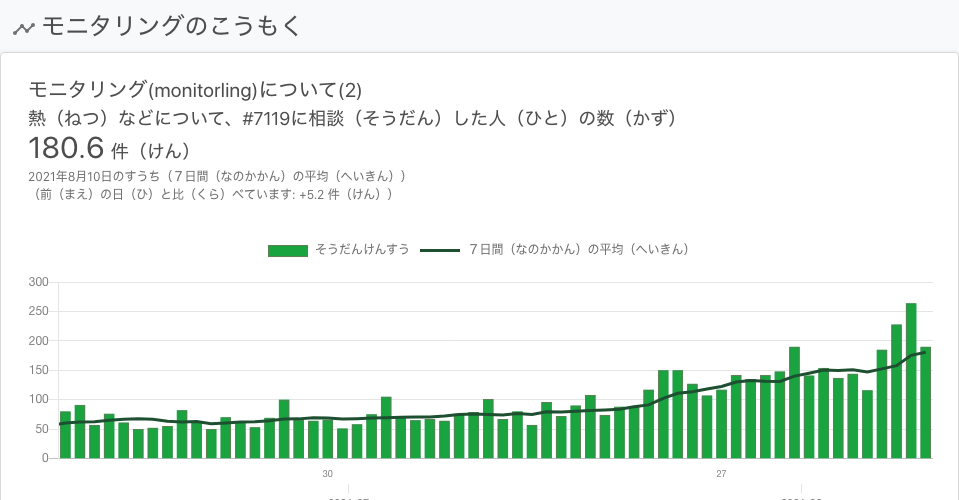 モニタリングのこうもく
モニタリング(monitorling)について(2)
熱（ねつ）などについて、#7119に相談（そうだん）した人（ひと）の数（かず）
180.6 件（けん）
2021年8月10日のすうち（７日間（なのかかん）の平均（へいきん））
（前（まえ）の日（ひ）と比（くら）べています: +5.2 件（けん））
そうだんけんすう
７日間（なのかかん）の平均（へいきん）
300
250
200
150
100
50
0
30
27